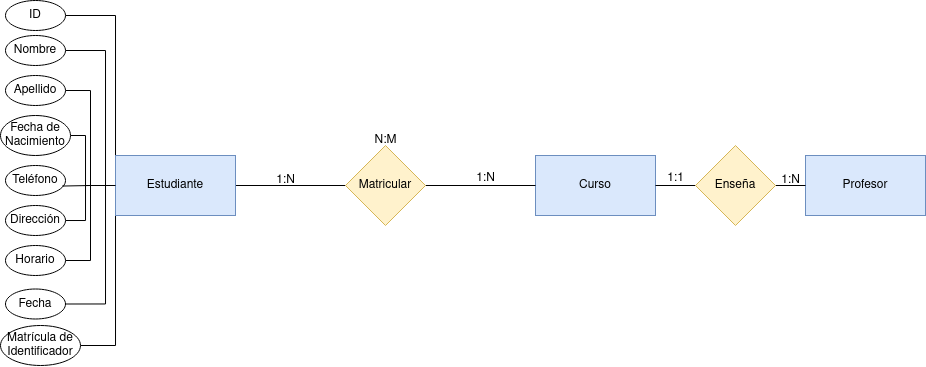 ID
Nombre
Apellido
Fecha de
Nacimiento
Teléfono
Dirección
Horario
Fecha
Matrícula de
Identificador
Estudiante
1:N
N:M
Matricular
1:N
Curso
1:1
Enseña
1:N
Profesor